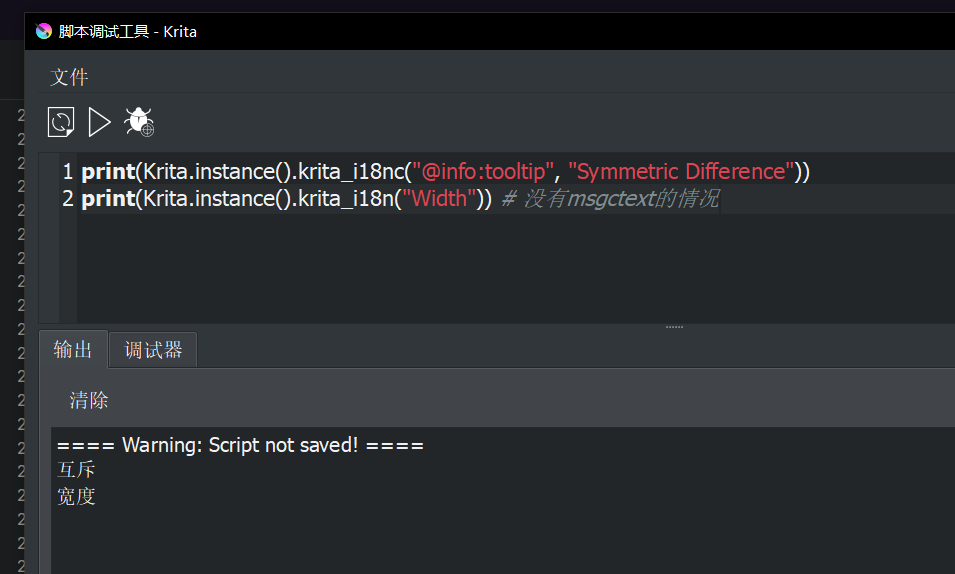 脚本调试工具 - Krita
文件
1 print(Krita.instance().krita_i18nc("@info:tooltip", "Symmetric Difference"))
2 print(Krita.instance().krita_i18n("Width")) # 没有msgctext的情况
输出 调试器
清除
==== Warning: Script not saved! ====
互斥
宽度